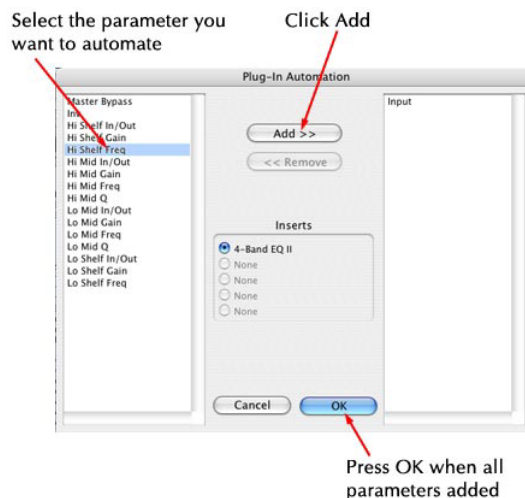 Select the parameter you
want to automate
Click Add
Plug-In Automation
Master Bypass
Hi Shelf In/Out
Hi Shelf Gain
Hi Shelf Freq
Hi Mid In/Out
Hi Mid Gain
Hi Mid Freq
Hi Mid Q
Lo Mid In/Out
Lo Mid Gain
Lo Mid Freq
Lo Mid Q
Lo Shelf In/Out
Lo Shelf Gain
Lo Shelf Freq
Add >>
<< Remove
Inserts
4-Band EQ II
None
None
None
None
Cancel
OK
Input
Press OK when all
parameters added